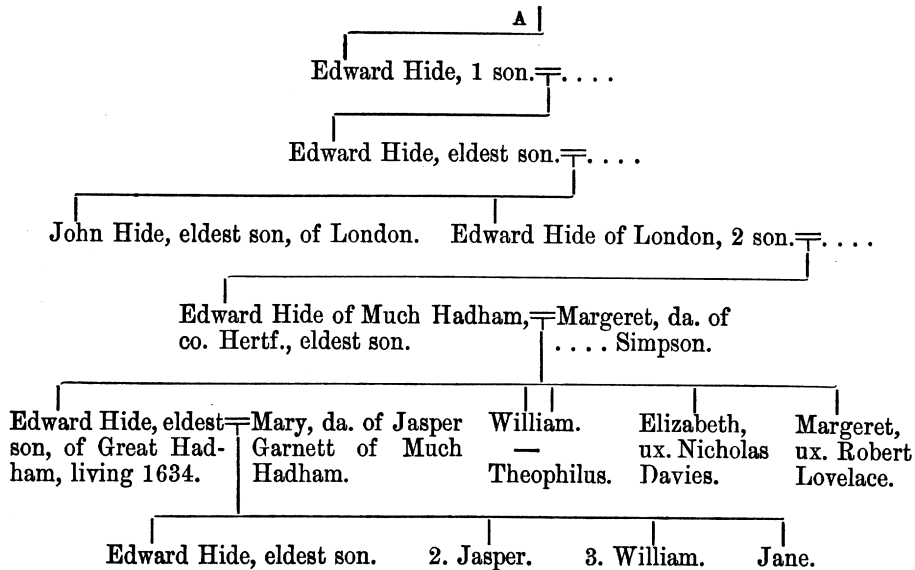 A
Edward Hide, 1 son. . . . .
Edward Hide, eldest son. . . . .
John Hide, eldest son, of London.
Edward Hide of London, 2 son. . . . .
Edward Hide of Much Hadham,
co. Hertf., eldest son.
Margeret, da. of
. . . . Simpson.
Edward Hide, eldest
son, of Great Had-
ham, living 1634.
Mary, da. of Jasper
Garnett of Much
Hadham.
William.
—
Theophilus.
Elizabeth,
ux. Nicholas
Davies.
Margeret,
ux. Robert
Lovelace.
Edward Hide, eldest son.
2. Jasper.
3. William.
Jane.